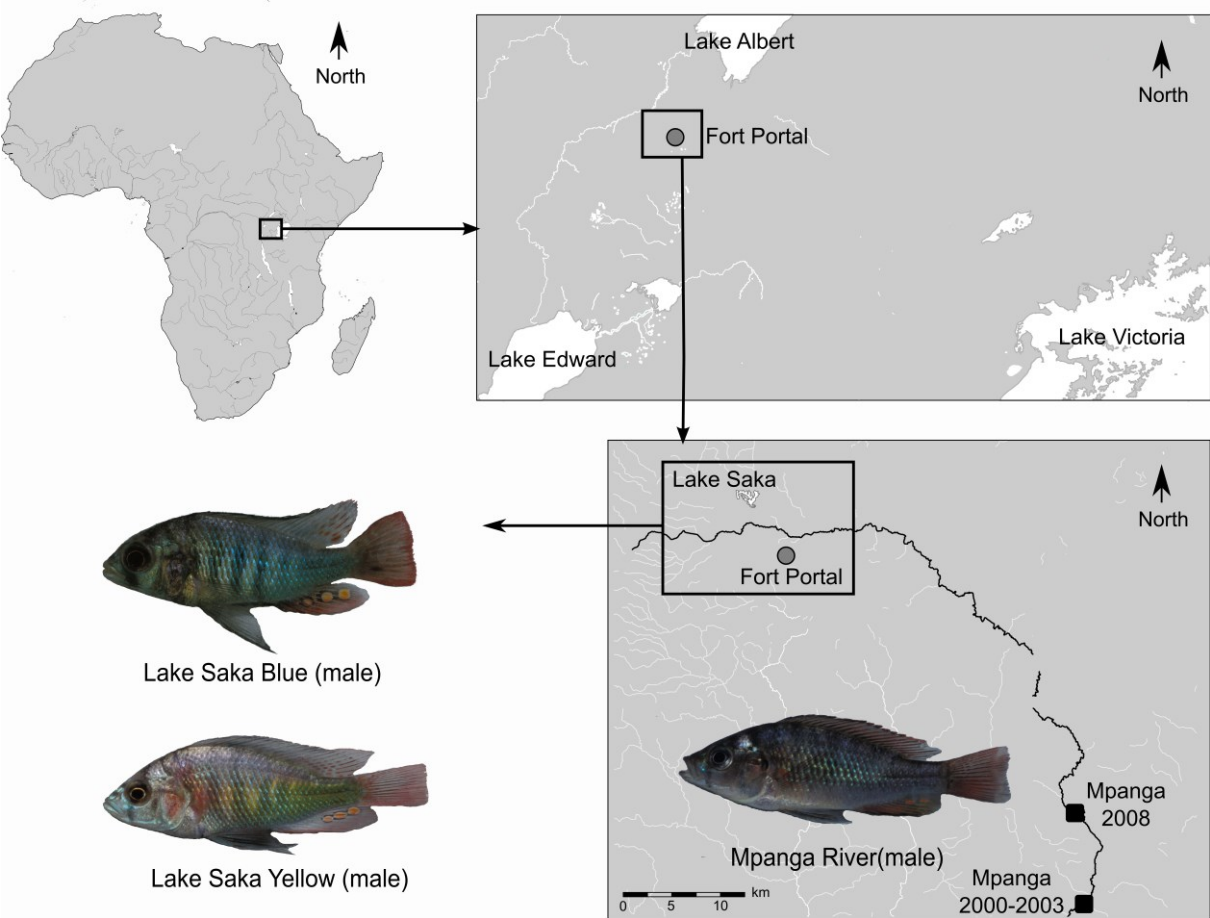 North
Lake Albert
North
Fort Portal
Lake Edward
Lake Victoria
Lake Saka
North
Fort Portal
Lake Saka Blue (male)
Lake Saka Yellow (male)
Mpanga River(male)
Mpanga
2008
Mpanga
2000-2003
km
0 5 10